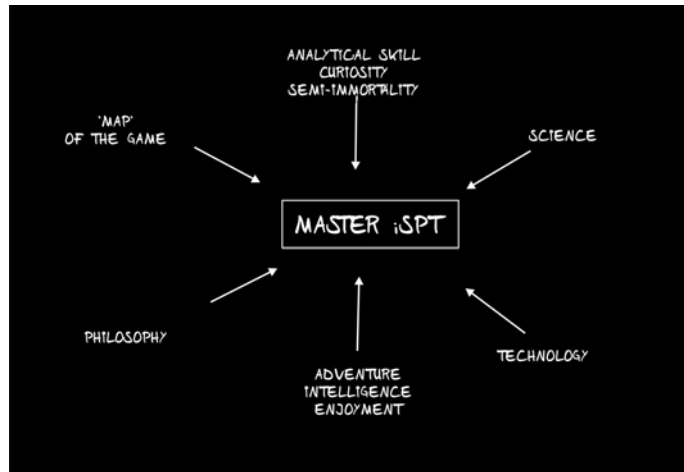 ANALYTICAL SKILL
CURIOSITY
SEMI-IMMORTALITY
'MAP'
OF THE GAME
SCIENCE
MASTER iSPT
PHILOSOPHY
TECHNOLOGY
ADVENTURE
INTELLIGENCE
ENJOYMENT